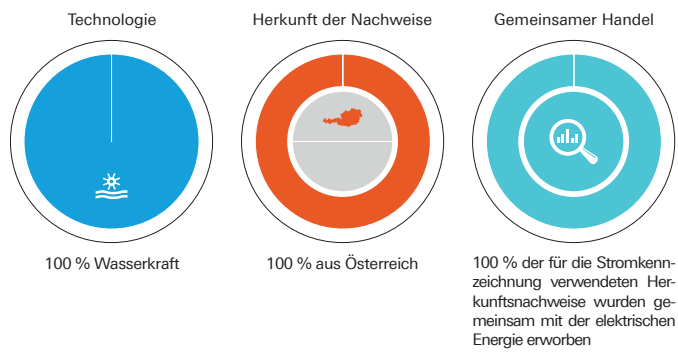 Technologie
Herkunft der Nachweise
Gemeinsamer Handel
100 % Wasserkraft
100 % aus Österreich
100 % der für die Stromkenn-
zeichnung verwendeten Her-
kunftsnachweise wurden ge-
meinsam mit der elektrischen
Energie erworben